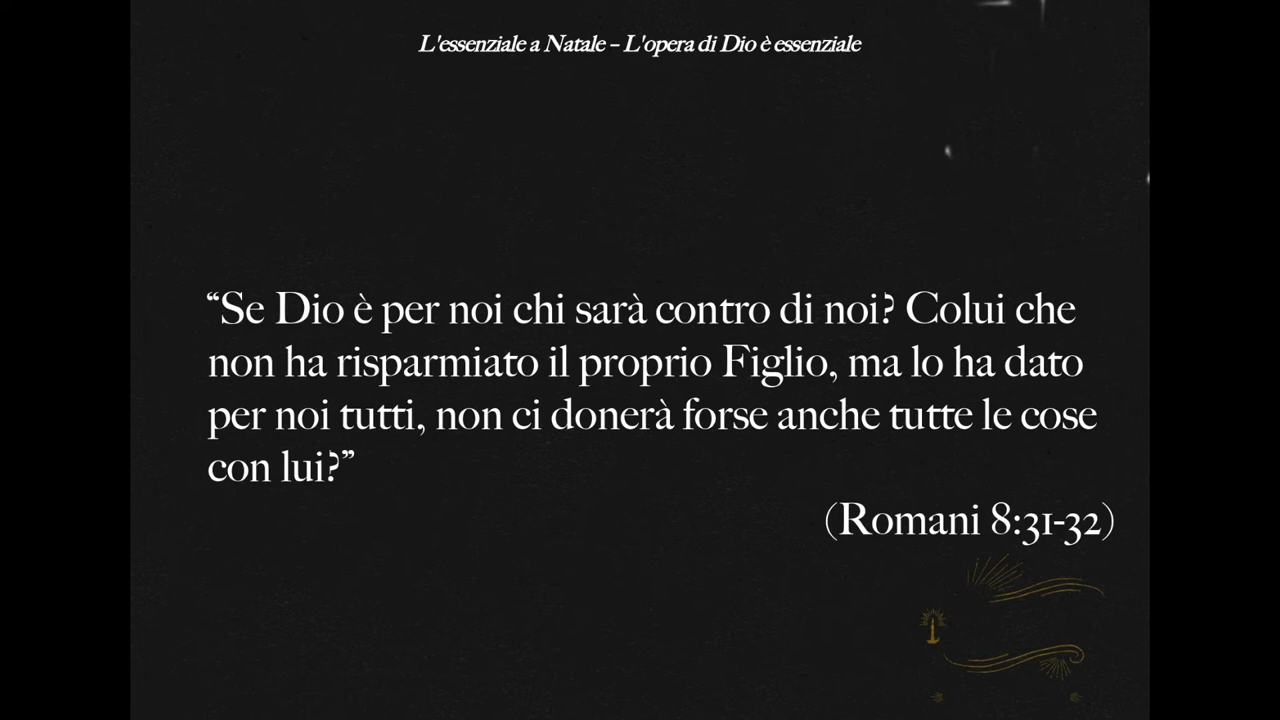 L'essenziale a Natale – L'opera di Dio è essenziale
“Se Dio è per noi chi sarà contro di noi? Colui che
non ha risparmiato il proprio Figlio, ma lo ha dato
per noi tutti, non ci donerà forse anche tutte le cose
con lui?”
(Romani 8:31-32)